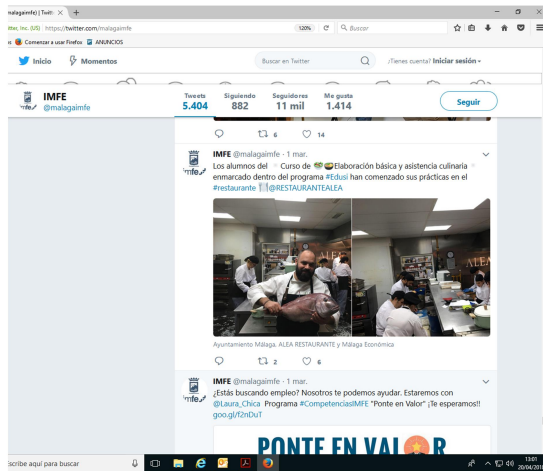 malagaimfe) | Twitt
itter, Inc. (US) https://twitter.com/malagaimfe 120% Buscar
Comenzar a usar Firefox ANUNCIOS
Inicio Momentos Buscar en Twitter ¿Tienes cuenta? Iniciar sesión
IMFE
@malagaimfe
Tweets Siguiendo Seguidores Me gusta
5.404 882 11 mil 1.414
Seguir
6 14
IMFE @malagaimfe · 1 mar.
Los alumnos del Curso de Elaboración básica y asistencia culinaria
enmarcado dentro del programa #Edusi han comenzado sus prácticas en el
#restaurante @RESTAURANTEALEA
ALEA
Ayuntamiento Málaga, ALEA RESTAURANTE y Málaga Económica
2 6
IMFE @malagaimfe · 1 mar.
¿Estás buscando empleo? Nosotros te podemos ayudar. Estaremos con
@Laura_Chica Programa #CompetenciasIMFE "Ponte en Valor" ¡Te esperamos!!
goo.gl/f2nDuT
PONTE EN VAL R
scribe aquí para buscar
13:01
20/04/201